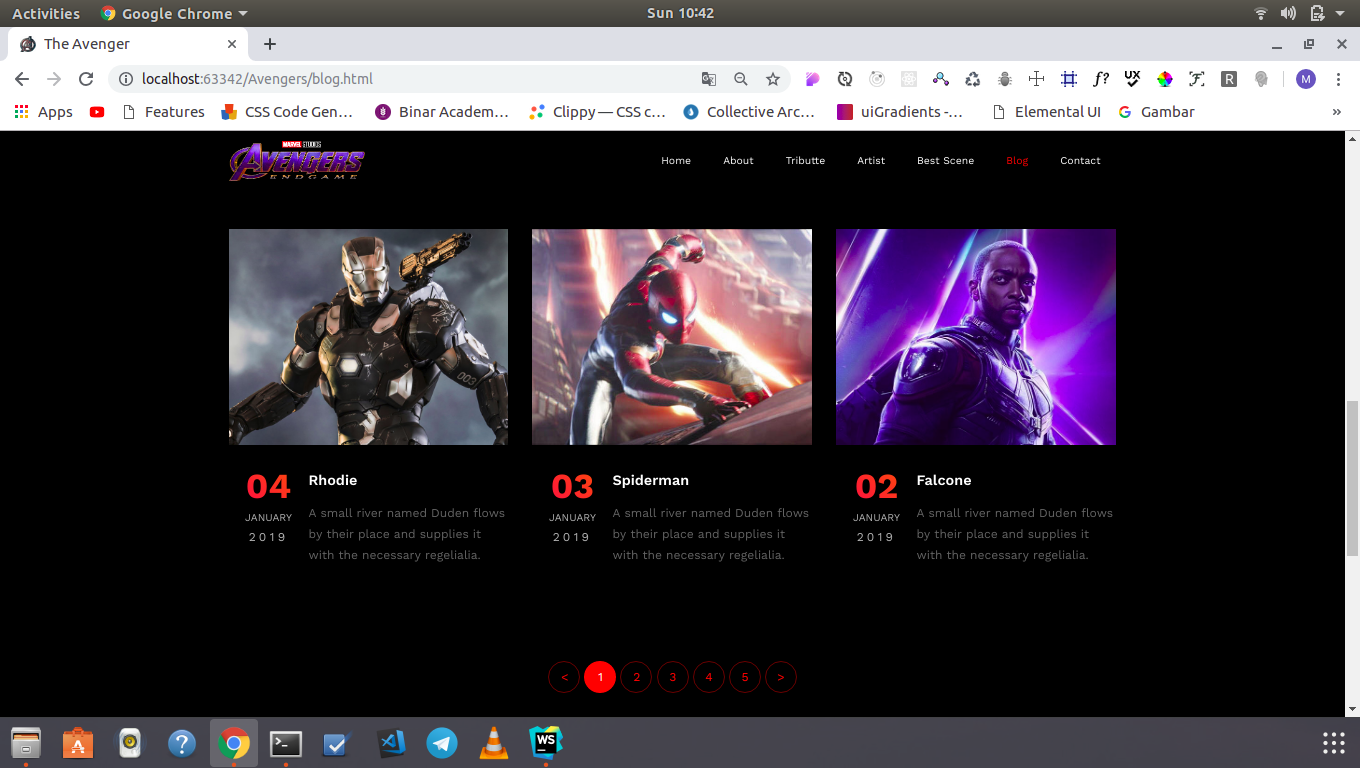 Activities Google Chrome Sun 10:42
The Avenger
localhost:63342/Avengers/blog.html UX f? R M
Apps Features CSS Code Gen… Binar Academ… Clippy — CSS c… Collective Arc… uiGradients -… Elemental UI Gambar »
MARVEL STUDIOS
AVENGERS
ENDGAME
Home About Tributte Artist Best Scene Blog Contact
003
04
JANUARY
2019
Rhodie
A small river named Duden flows
by their place and supplies it
with the necessary regelialia.
03
JANUARY
2019
Spiderman
A small river named Duden flows
by their place and supplies it
with the necessary regelialia.
02
JANUARY
2019
Falcone
A small river named Duden flows
by their place and supplies it
with the necessary regelialia.
< 1 2 3 4 5 >
WS